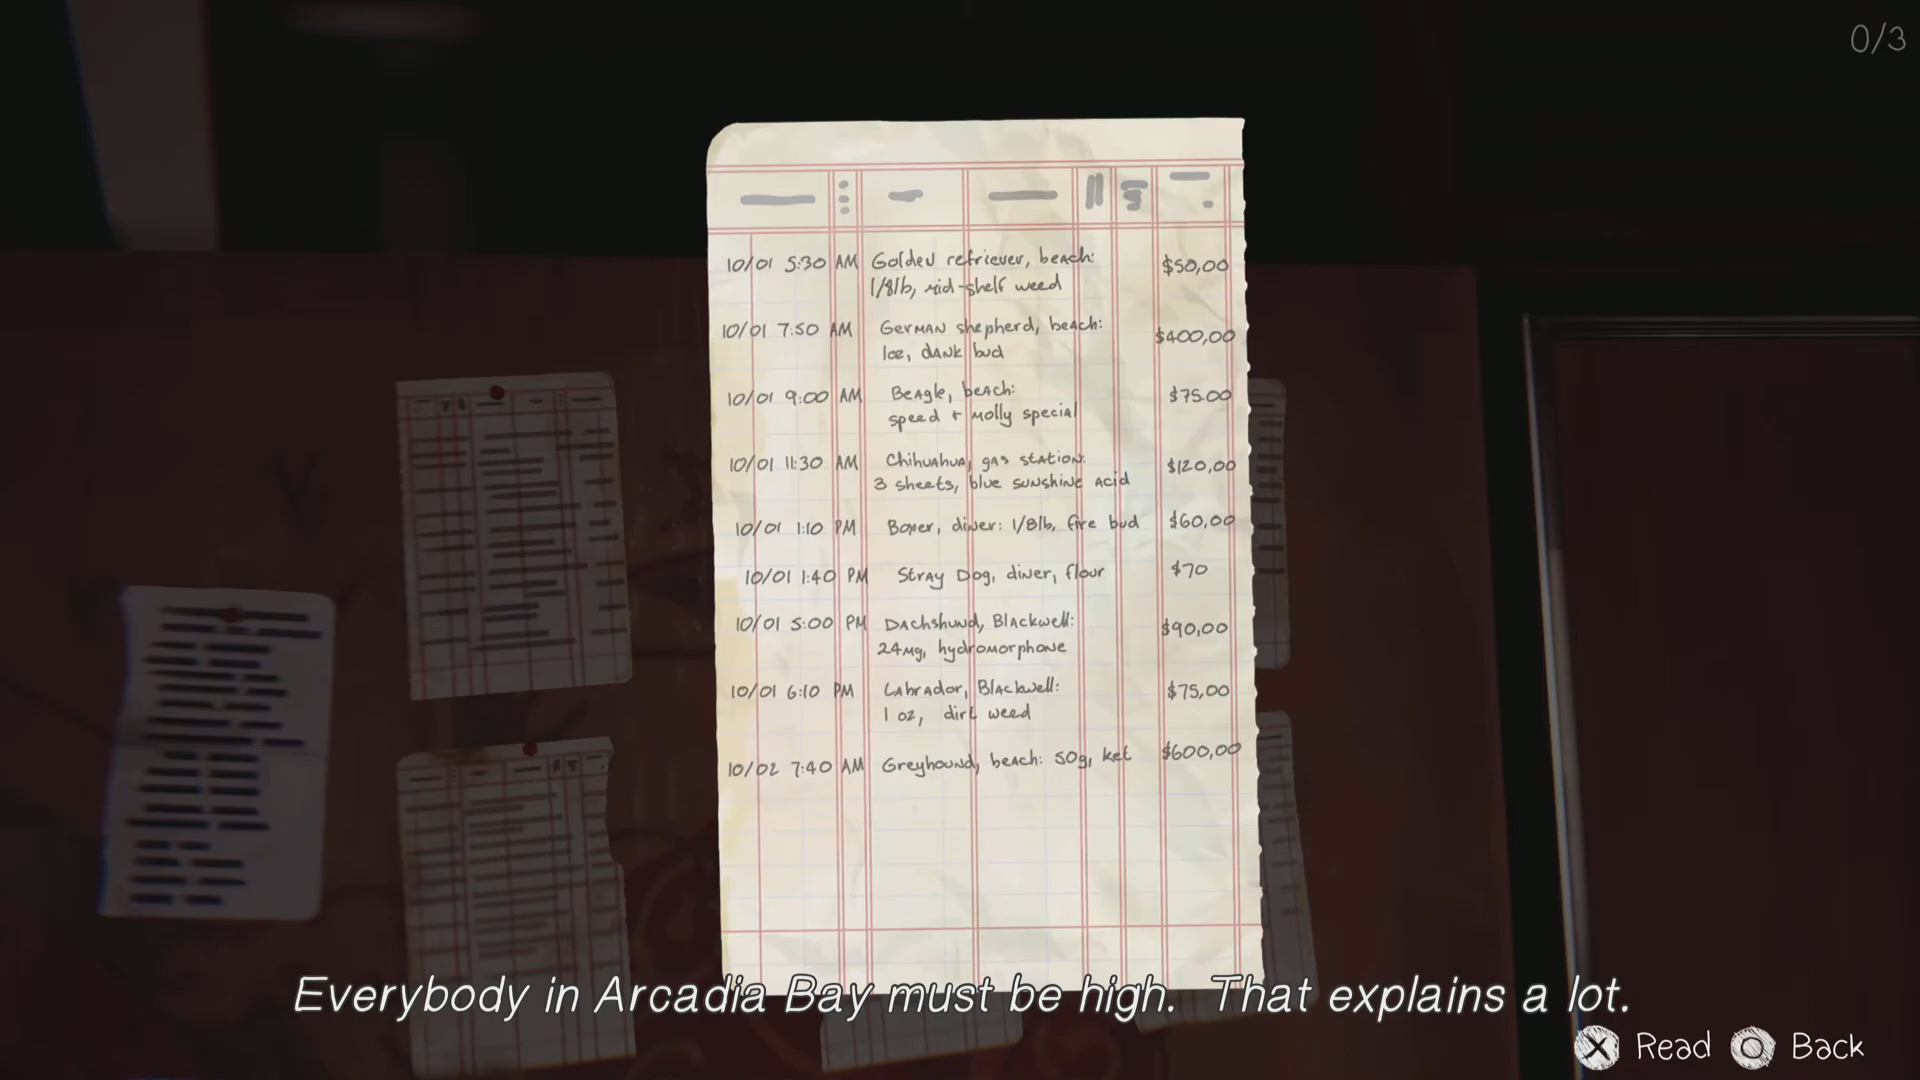 0/3
10/01 5:30 AM Golden retriever, beach: $50,00
1/8lb, mid-shelf weed
10/01 7:50 AM German shepherd, beach: $400,00
1oz, dank bud
10/01 9:00 AM Beagle, beach: $75.00
speed + Molly special
10/01 11:30 AM Chihuahua, gas station: $120,00
3 sheets, blue sunshine acid
10/01 1:10 PM Boxer, diner: 1/8lb, fire bud $60,00
10/01 1:40 PM Stray Dog, diner, flour $70
10/01 5:00 PM Dachshund, Blackwell: $90,00
24mg, hydromorphone
10/01 6:10 PM Labrador, Blackwell: $75,00
1 oz, dirt weed
10/02 7:40 AM Greyhound, beach: 50g, ket $600,00
Everybody in Arcadia Bay must be high. That explains a lot.
X Read O Back